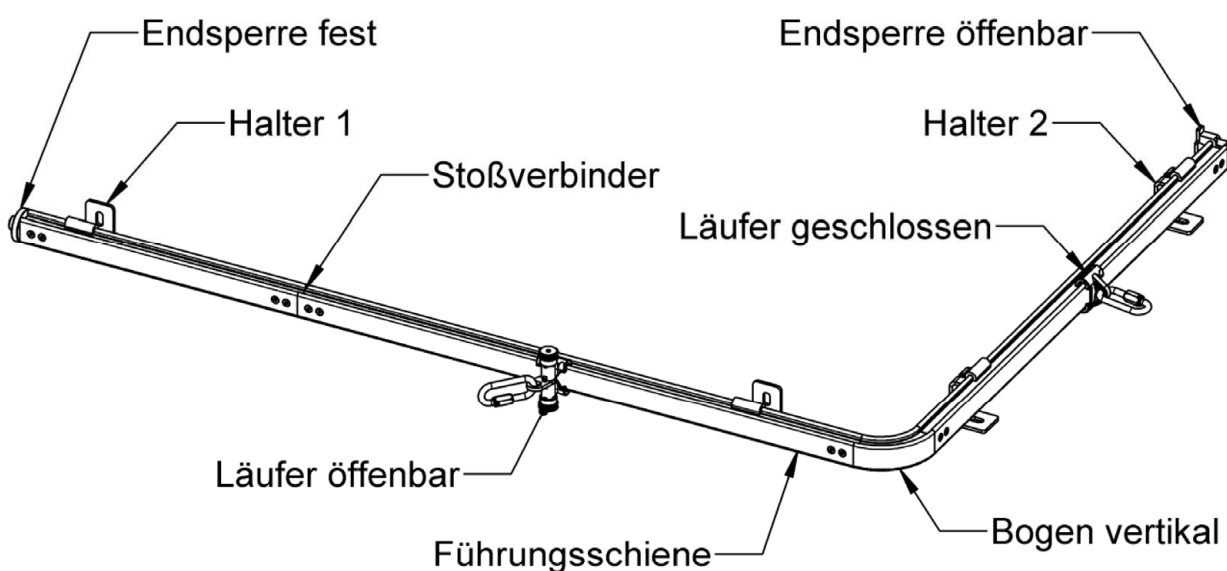 Endsperre fest
Endsperre öffenbar
Halter 1
Halter 2
Stoßverbinder
Läufer geschlossen
Läufer öffenbar
Bogen vertikal
Führungsschiene